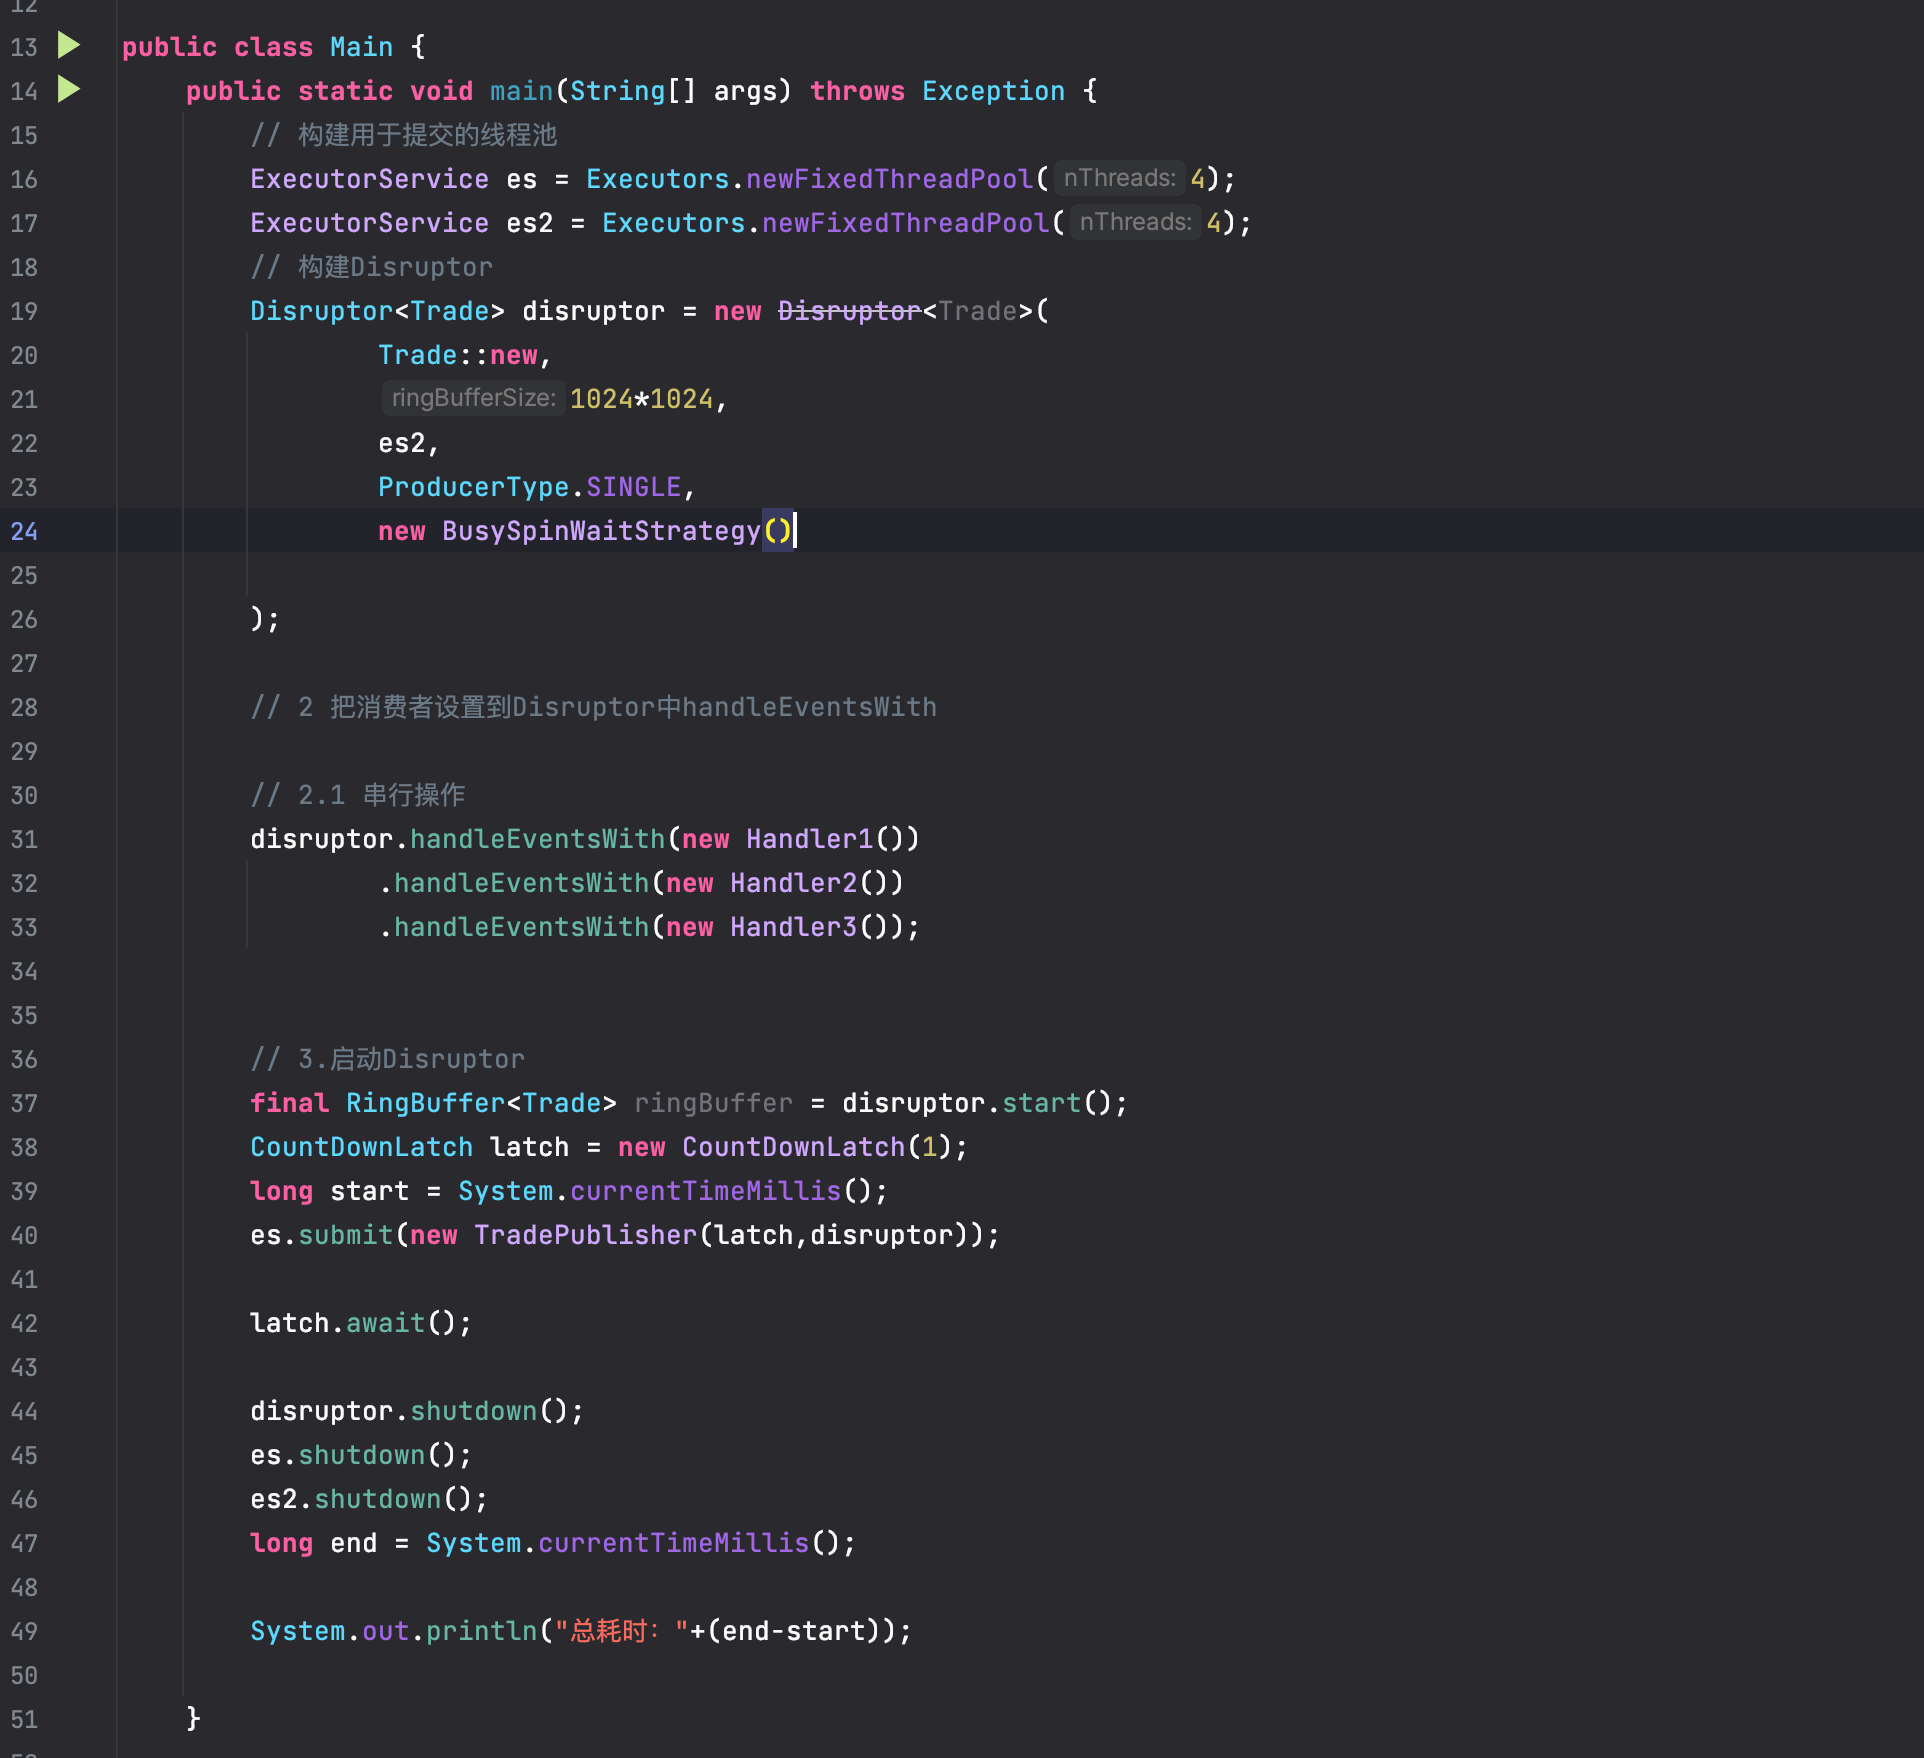 12
13 public class Main {
14 public static void main(String[] args) throws Exception {
15 // 构建用于提交的线程池
16 ExecutorService es = Executors.newFixedThreadPool( nThreads: 4);
17 ExecutorService es2 = Executors.newFixedThreadPool( nThreads: 4);
18 // 构建Disruptor
19 Disruptor<Trade> disruptor = new Disruptor<Trade>(
20 Trade::new,
21 ringBufferSize: 1024*1024,
22 es2,
23 ProducerType.SINGLE,
24 new BusySpinWaitStrategy()
25
26 );
27
28 // 2 把消费者设置到Disruptor中handleEventsWith
29
30 // 2.1 串行操作
31 disruptor.handleEventsWith(new Handler1())
32 .handleEventsWith(new Handler2())
33 .handleEventsWith(new Handler3());
34
35
36 // 3.启动Disruptor
37 final RingBuffer<Trade> ringBuffer = disruptor.start();
38 CountDownLatch latch = new CountDownLatch(1);
39 long start = System.currentTimeMillis();
40 es.submit(new TradePublisher(latch,disruptor));
41
42 latch.await();
43
44 disruptor.shutdown();
45 es.shutdown();
46 es2.shutdown();
47 long end = System.currentTimeMillis();
48
49 System.out.println("总耗时："+(end-start));
50
51 }